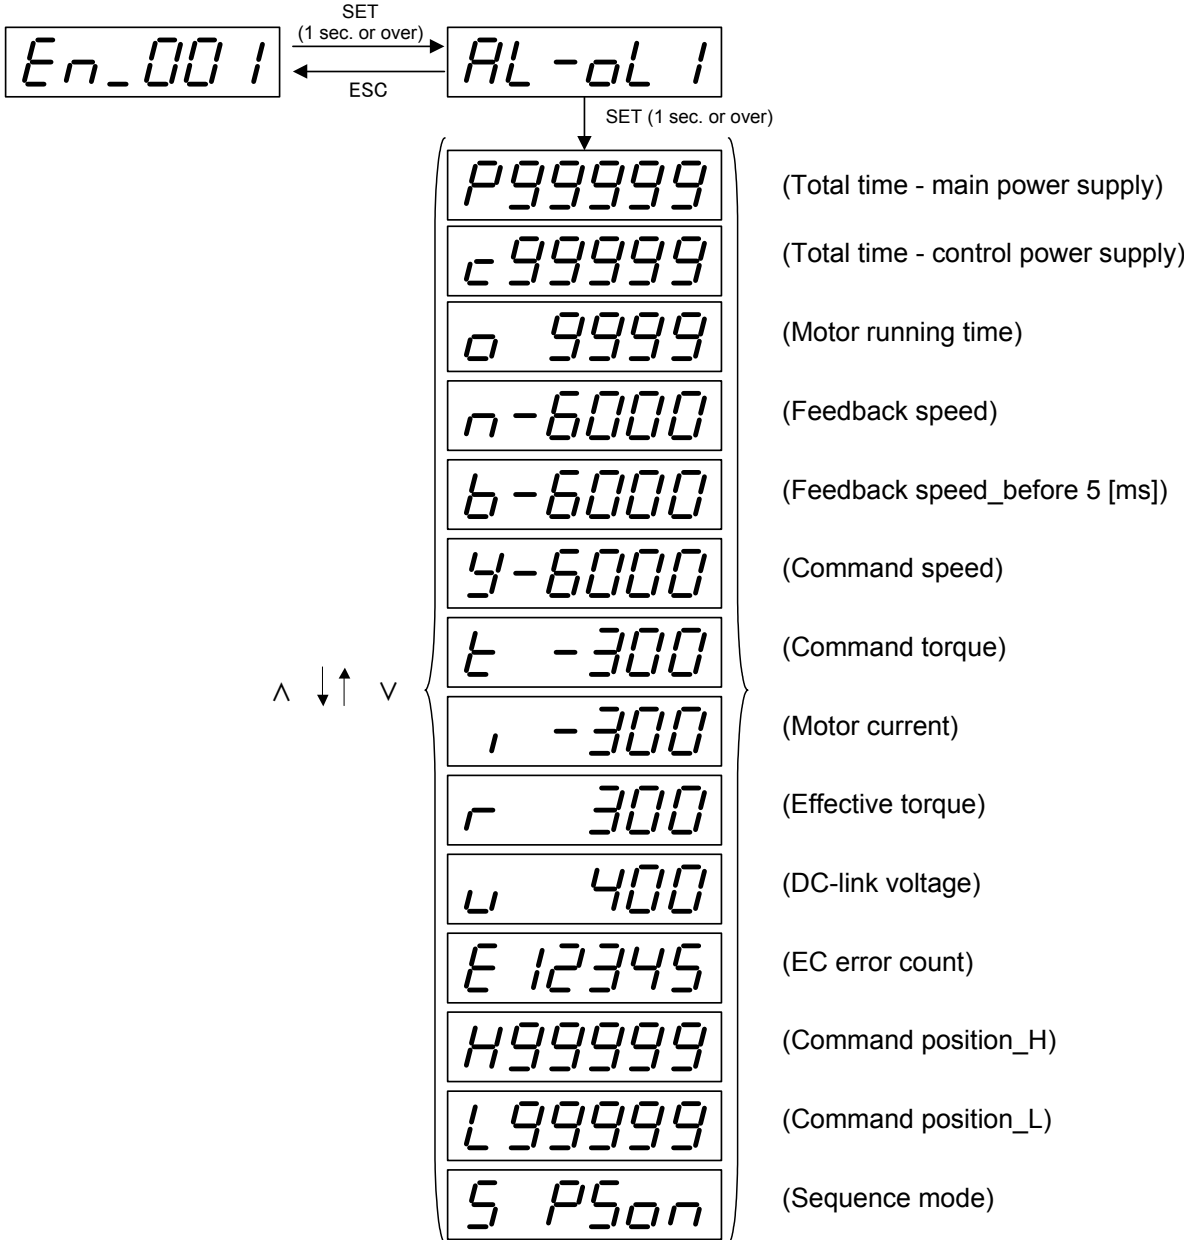 SET
(1 sec. or over)
En_001
AL-oL1
ESC
SET (1 sec. or over)
P99999 (Total time - main power supply)
c99999 (Total time - control power supply)
o 9999 (Motor running time)
n-6000 (Feedback speed)
b-6000 (Feedback speed_before 5 [ms])
y-6000 (Command speed)
t -300 (Command torque)
∧ ↓↑ ∨
i -300 (Motor current)
r 300 (Effective torque)
u 400 (DC-link voltage)
E12345 (EC error count)
H99999 (Command position_H)
L99999 (Command position_L)
S PSon (Sequence mode)